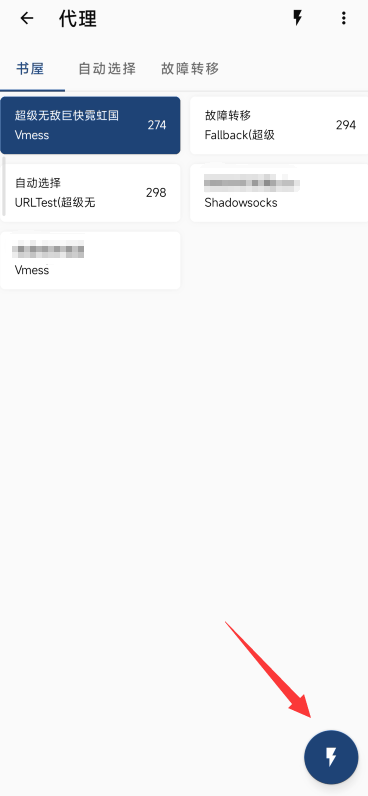 代理
书屋 自动选择 故障转移
超级无敌巨快霓虹国
Vmess
274
故障转移
Fallback(超级
294
自动选择
URLTest(超级无
298
Shadowsocks
Vmess